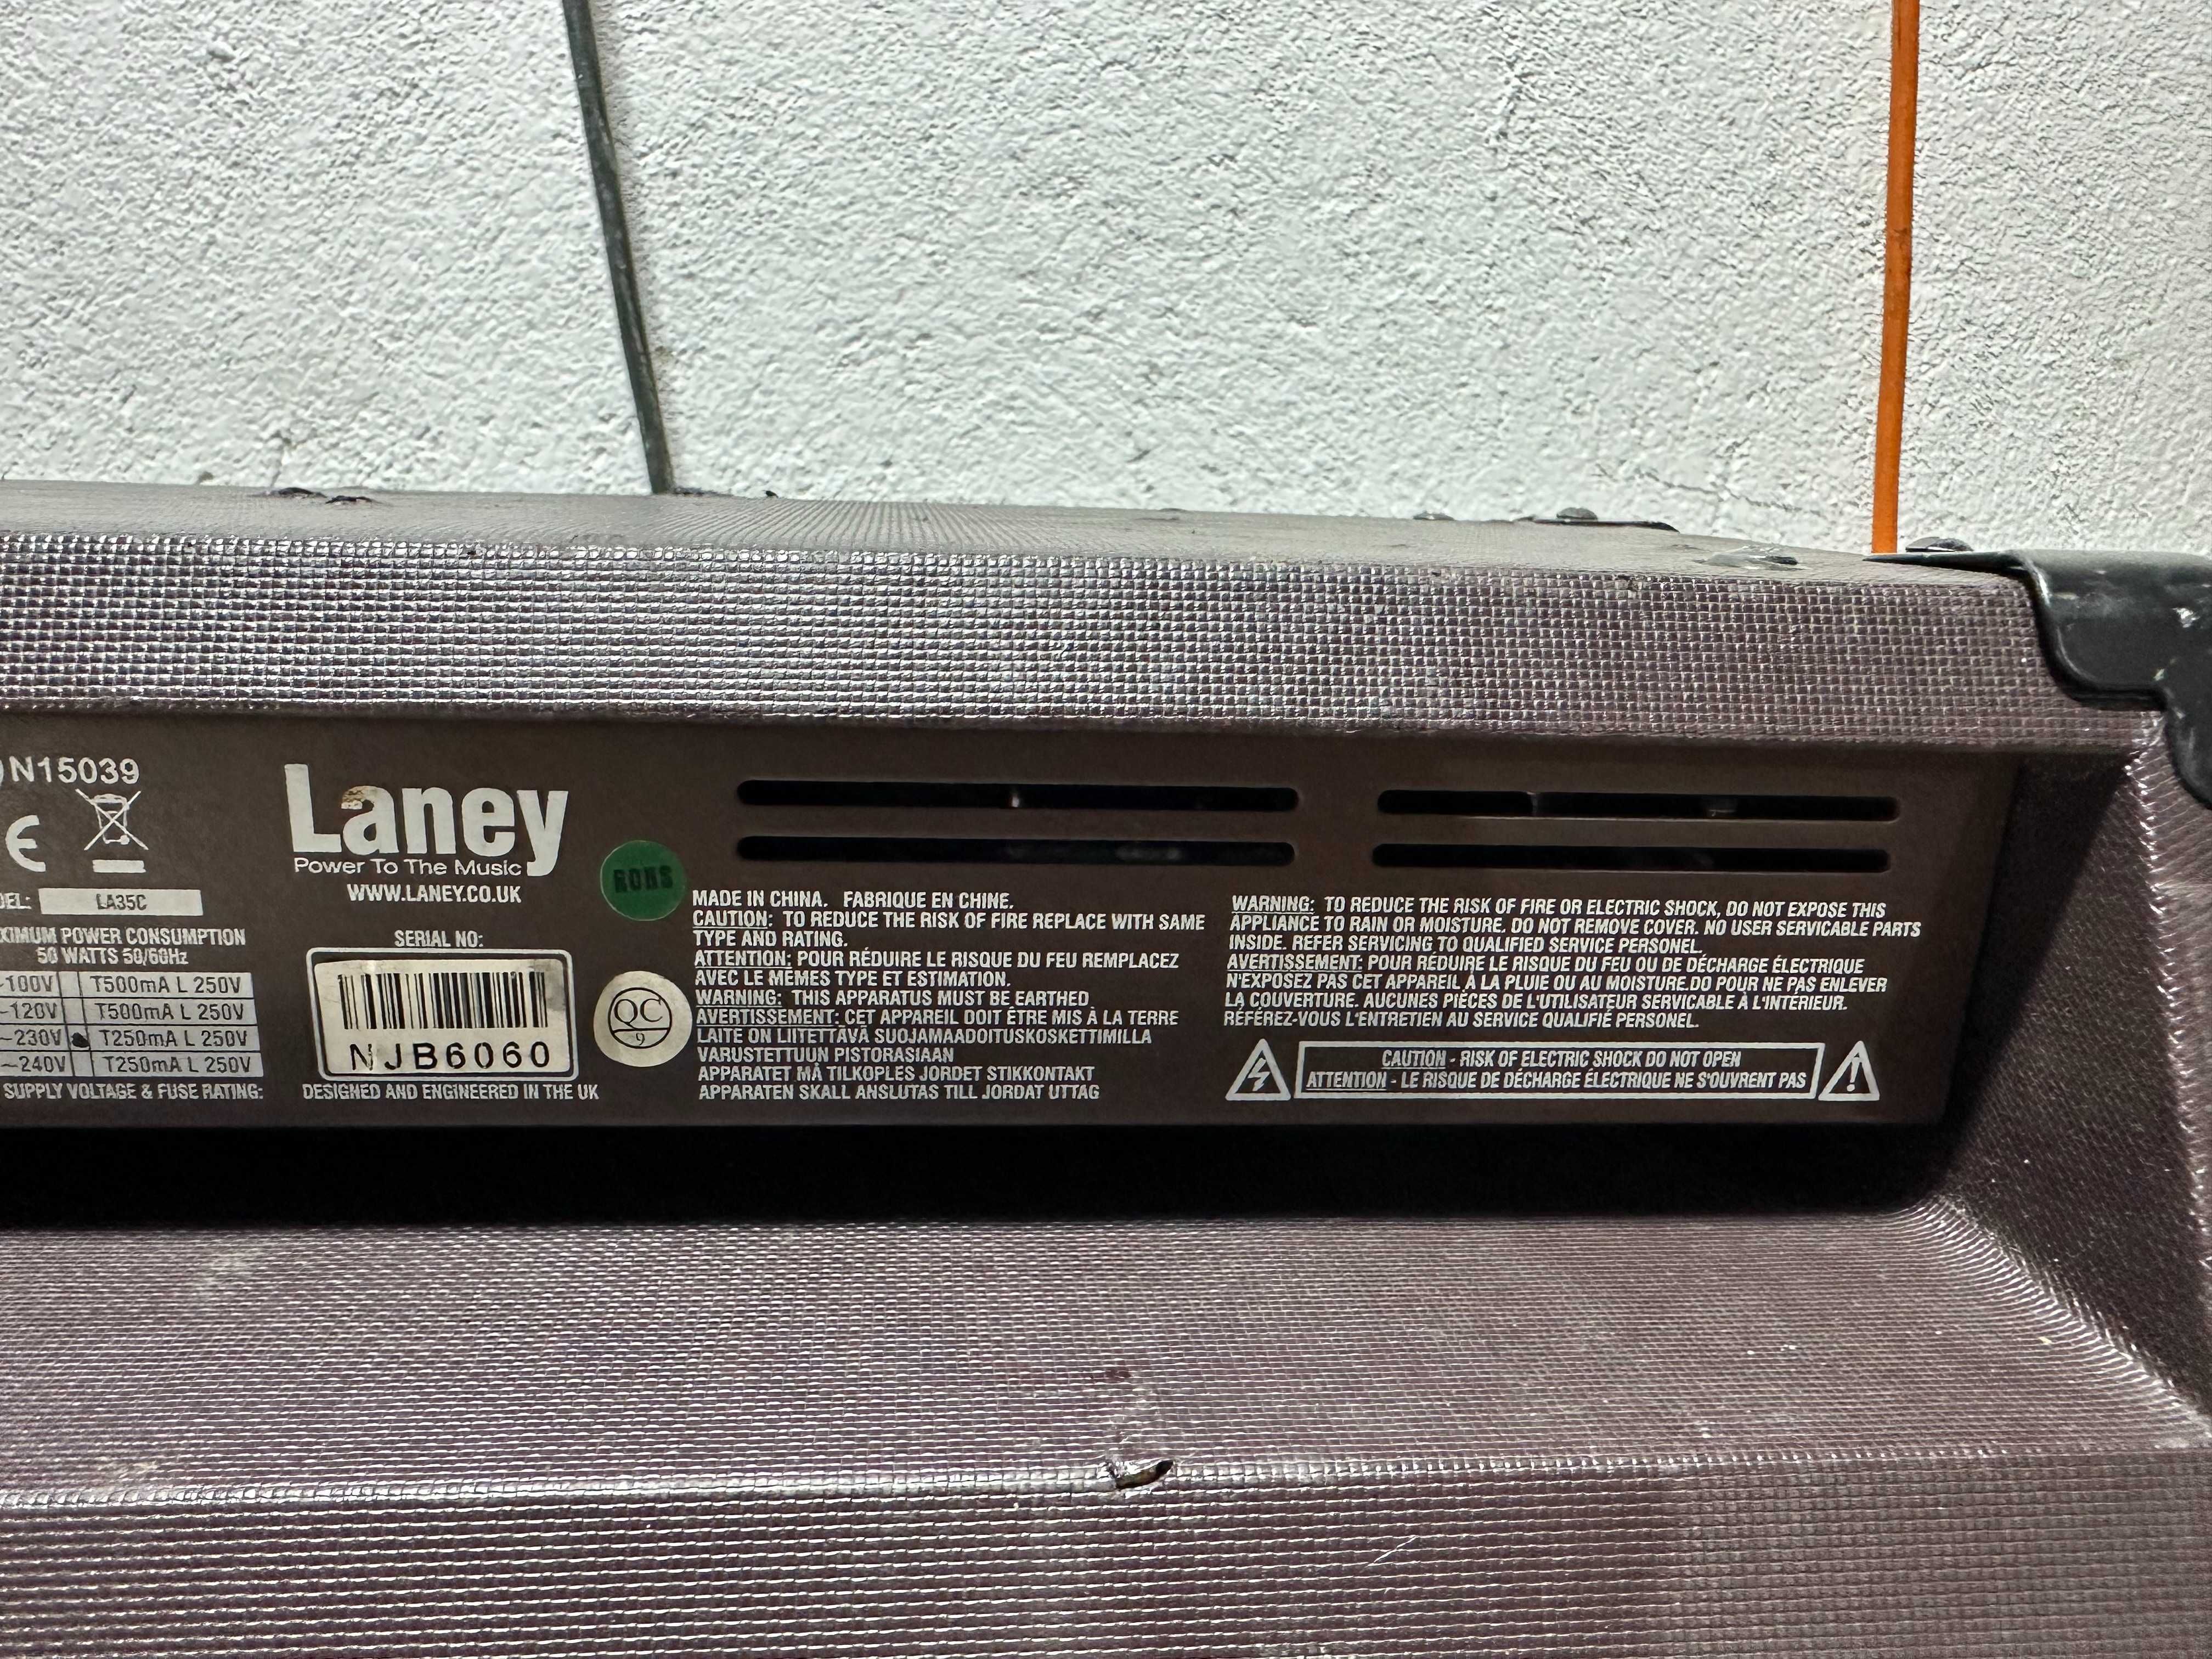 N15039
CE
LA35C
POWER CONSUMPTION
50 WATTS 50/60Hz
~100V T500mA L 250V
~120V T500mA L 250V
~230V T250mA L 250V
~240V T250mA L 250V
SUPPLY VOLTAGE & FUSE RATING:
Laney
Power To The Music
WWW.LANEY.CO.UK
SERIAL NO:
NJB6060
DESIGNED AND ENGINEERED IN THE UK
ROHS
QC
9
MADE IN CHINA. FABRIQUE EN CHINE.
CAUTION: TO REDUCE THE RISK OF FIRE REPLACE WITH SAME
TYPE AND RATING.
ATTENTION: POUR RÉDUIRE LE RISQUE DU FEU REMPLACEZ
AVEC LE MÊMES TYPE ET ESTIMATION.
WARNING: THIS APPARATUS MUST BE EARTHED
AVERTISSEMENT: CET APPAREIL DOIT ÊTRE MIS À LA TERRE
LAITE ON LIITETTÄVÄ SUOJAMAADOITUSKOSKETTIMILLA
VARUSTETTUUN PISTORASIAAN
APPARATET MÅ TILKOPLES JORDET STIKKONTAKT
APPARATEN SKALL ANSLUTAS TILL JORDAT UTTAG
WARNING: TO REDUCE THE RISK OF FIRE OR ELECTRIC SHOCK, DO NOT EXPOSE THIS
APPLIANCE TO RAIN OR MOISTURE. DO NOT REMOVE COVER. NO USER SERVICABLE PARTS
INSIDE. REFER SERVICING TO QUALIFIED SERVICE PERSONEL.
AVERTISSEMENT: POUR RÉDUIRE LE RISQUE DU FEU OU DE DÉCHARGE ÉLECTRIQUE
N'EXPOSEZ PAS CET APPAREIL À LA PLUIE OU AU MOISTURE.DO POUR NE PAS ENLEVER
LA COUVERTURE. AUCUNES PIÈCES DE L'UTILISATEUR SERVICABLE À L'INTÉRIEUR.
RÉFÉREZ-VOUS L'ENTRETIEN AU SERVICE QUALIFIÉ PERSONEL.
CAUTION - RISK OF ELECTRIC SHOCK DO NOT OPEN
ATTENTION - LE RISQUE DE DÉCHARGE ÉLECTRIQUE NE S'OUVRENT PAS